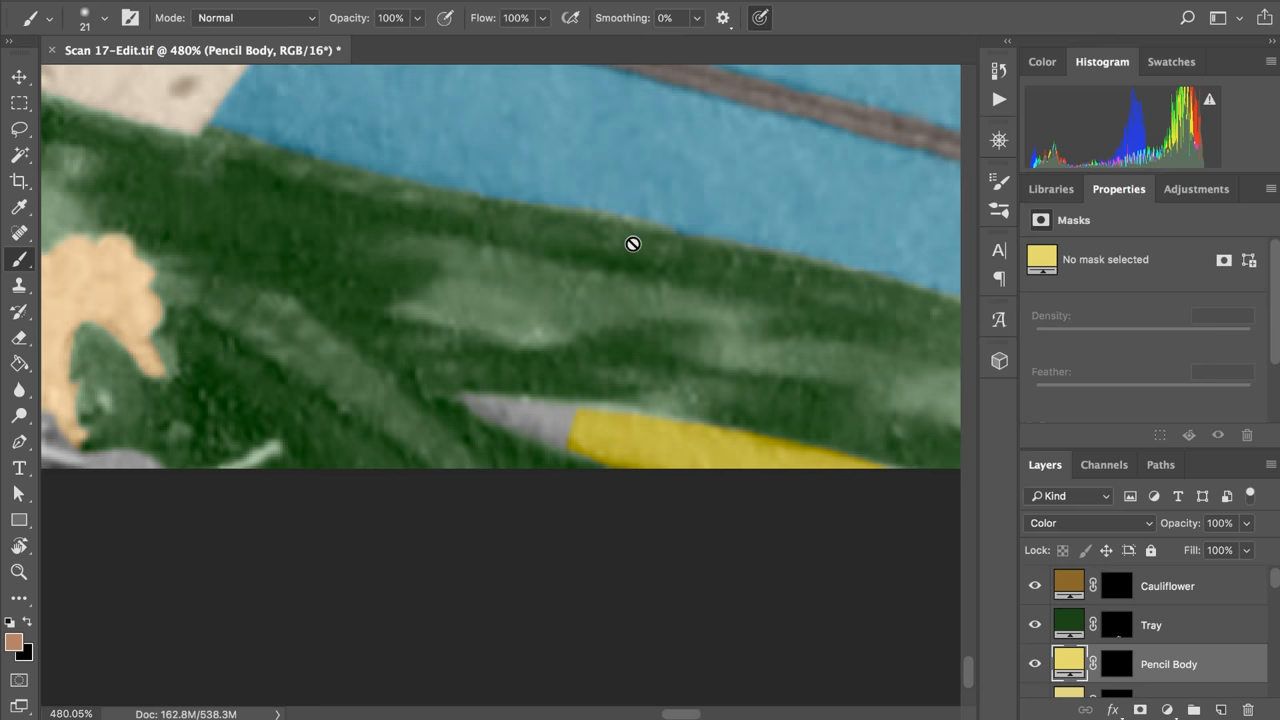 21
Mode: Normal
Opacity: 100%
Flow: 100%
Smoothing: 0%
× Scan 17-Edit.tif @ 480% (Pencil Body, RGB/16*) *
Color Histogram Swatches
Libraries Properties Adjustments
Masks
No mask selected
Density:
Feather:
Layers Channels Paths
Kind
Color Opacity: 100%
Lock: Fill: 100%
Cauliflower
Tray
Pencil Body
fx
480.05% Doc: 162.8M/538.3M